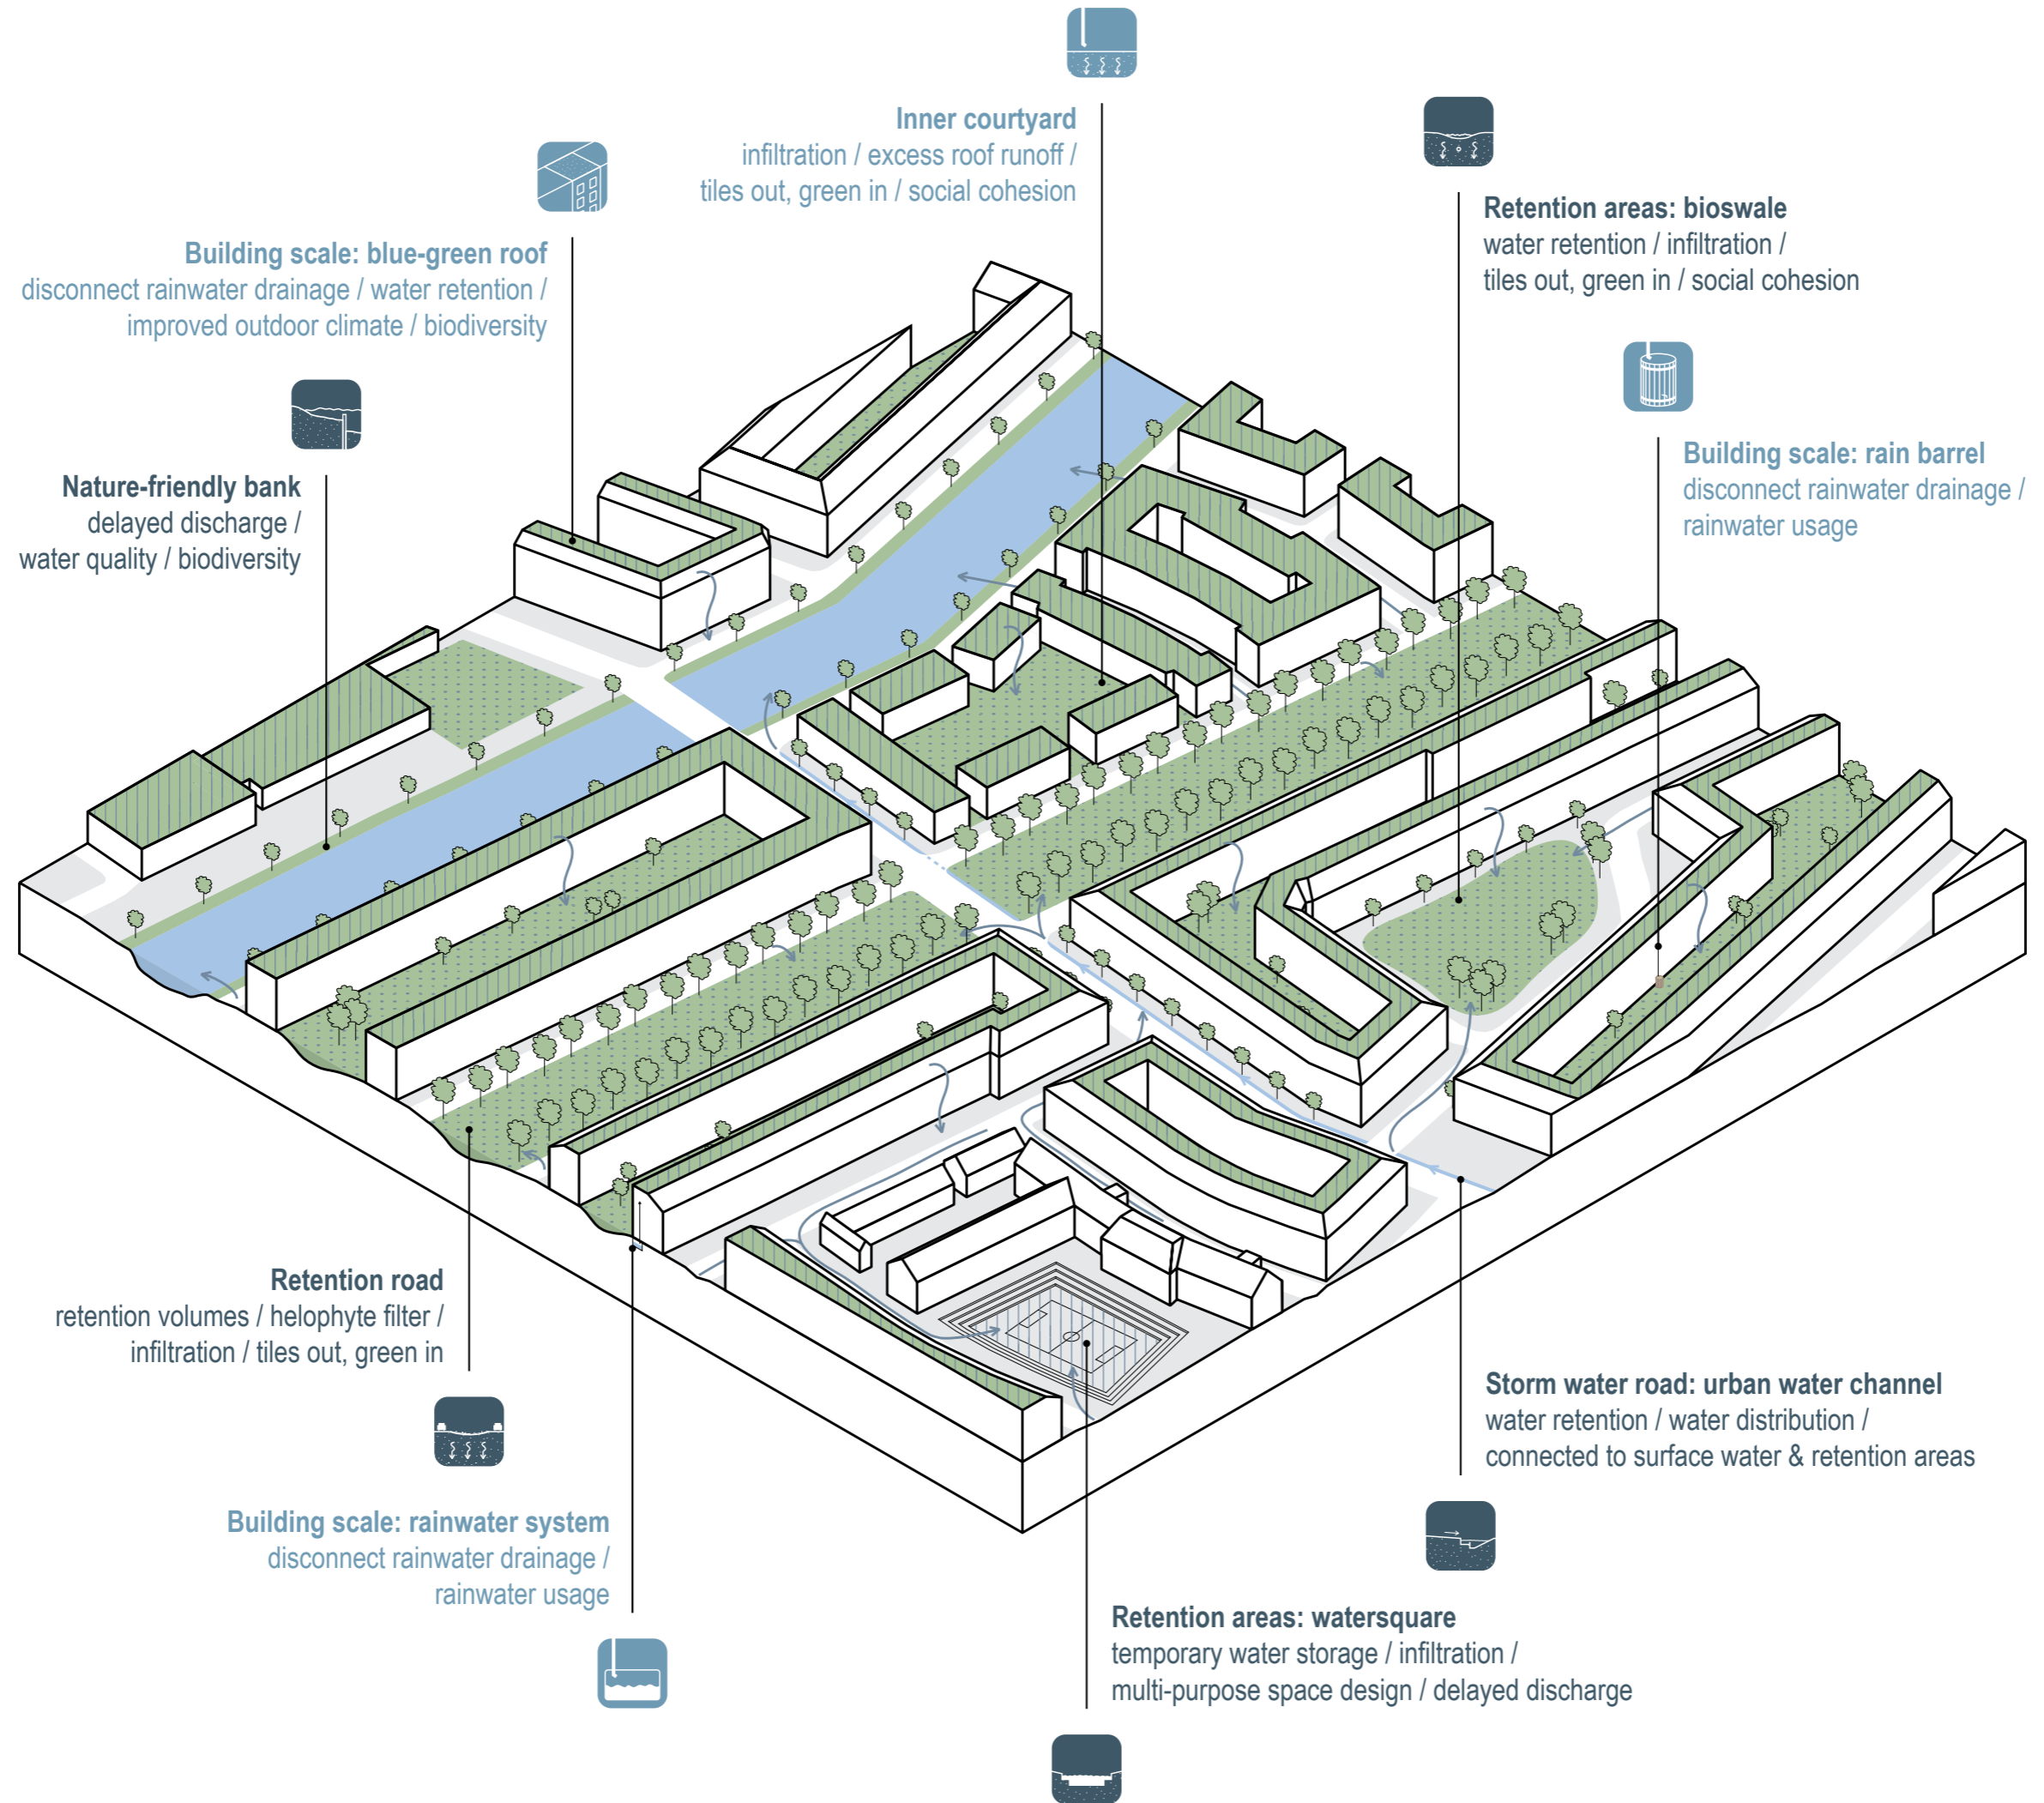 Inner courtyard
infiltration / excess roof runoff /
tiles out, green in / social cohesion
Retention areas: bioswale
water retention / infiltration /
tiles out, green in / social cohesion
Building scale: blue-green roof
disconnect rainwater drainage / water retention /
improved outdoor climate / biodiversity
Building scale: rain barrel
disconnect rainwater drainage /
rainwater usage
Nature-friendly bank
delayed discharge /
water quality / biodiversity
Retention road
retention volumes / helophyte filter /
infiltration / tiles out, green in
Storm water road: urban water channel
water retention / water distribution /
connected to surface water & retention areas
Building scale: rainwater system
disconnect rainwater drainage /
rainwater usage
Retention areas: watersquare
temporary water storage / infiltration /
multi-purpose space design / delayed discharge